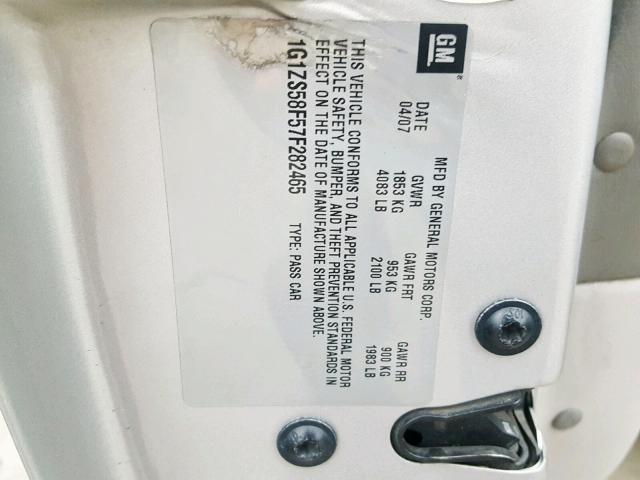 GM
®
MFD BY GENERAL MOTORS CORP.
DATE GVWR GAWR FRT GAWR RR
04/07 1853 KG 953 KG 900 KG
4083 LB 2100 LB 1983 LB
THIS VEHICLE CONFORMS TO ALL APPLICABLE U.S. FEDERAL MOTOR
VEHICLE SAFETY, BUMPER, AND THEFT PREVENTION STANDARDS IN
EFFECT ON THE DATE OF MANUFACTURE SHOWN ABOVE.
1G1ZS58F57F282465 TYPE: PASS CAR